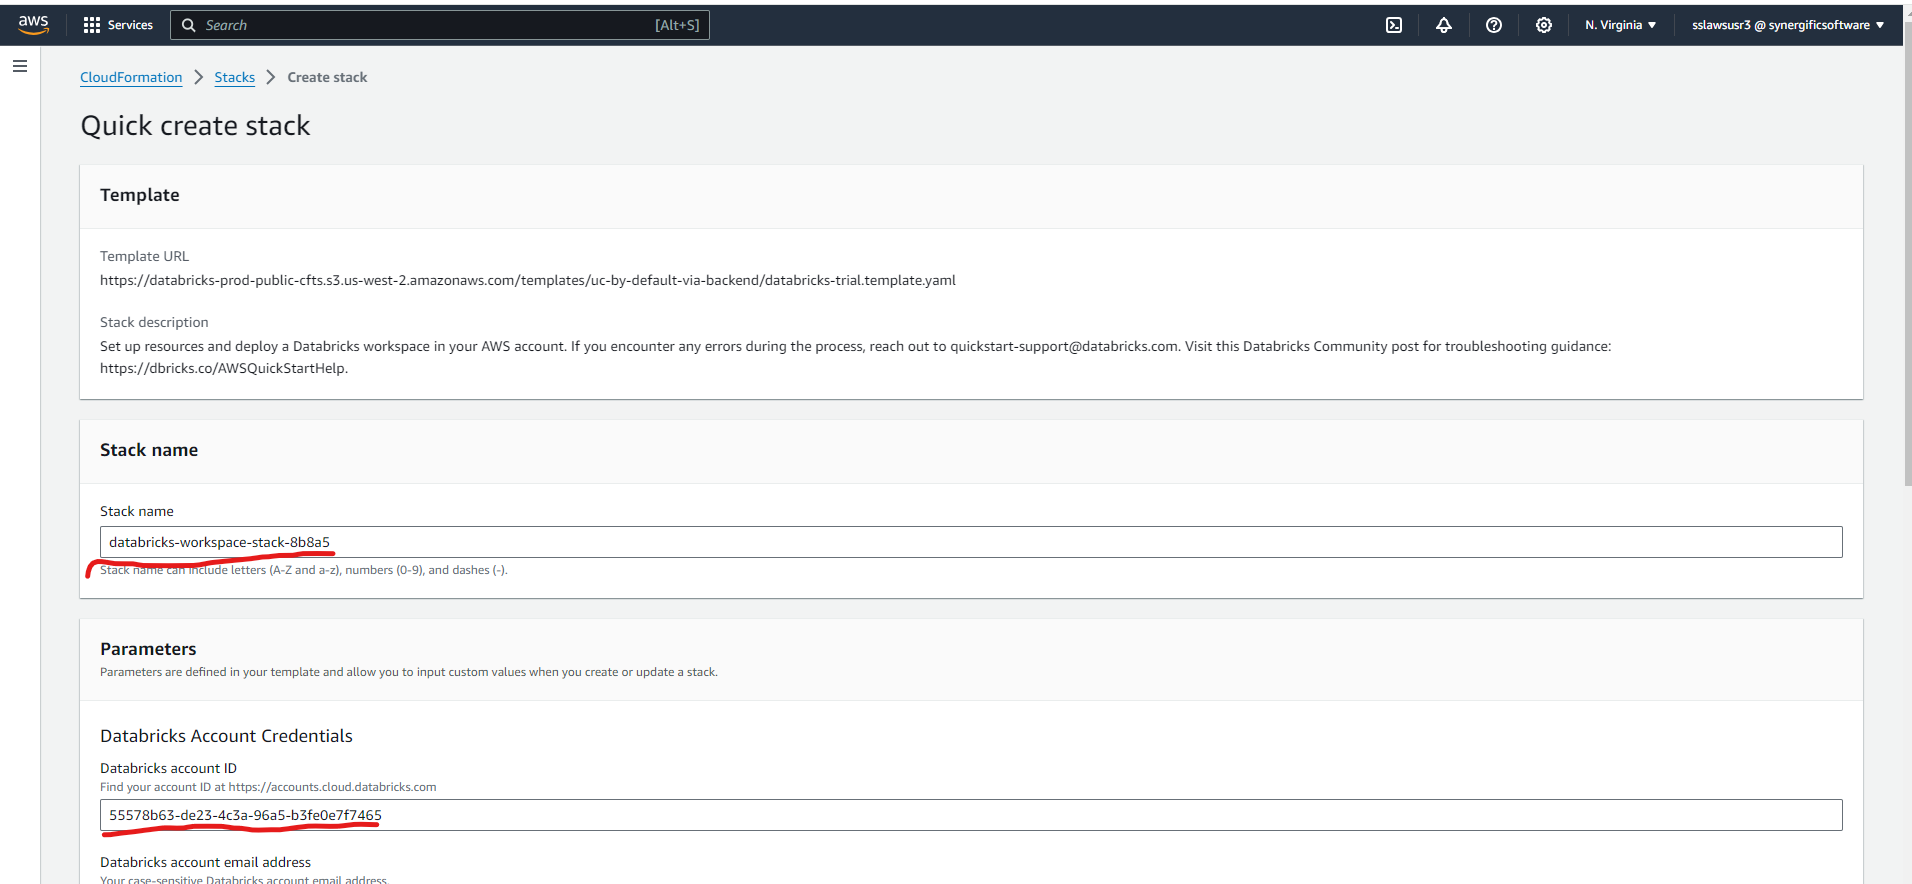 aws Services Search [Alt+S] N. Virginia sslawsusr3 @ synergificsoftware
CloudFormation Stacks Create stack
Quick create stack
Template
Template URL
https://databricks-prod-public-cfts.s3.us-west-2.amazonaws.com/templates/uc-by-default-via-backend/databricks-trial.template.yaml
Stack description
Set up resources and deploy a Databricks workspace in your AWS account. If you encounter any errors during the process, reach out to quickstart-support@databricks.com. Visit this Databricks Community post for troubleshooting guidance:
https://dbricks.co/AWSQuickStartHelp.
Stack name
Stack name
databricks-workspace-stack-8b8a5
Stack name can include letters (A-Z and a-z), numbers (0-9), and dashes (-).
Parameters
Parameters are defined in your template and allow you to input custom values when you create or update a stack.
Databricks Account Credentials
Databricks account ID
Find your account ID at https://accounts.cloud.databricks.com
55578b63-de23-4c3a-96a5-b3fe0e7f7465
Databricks account email address
Your case-sensitive Databricks account email address.